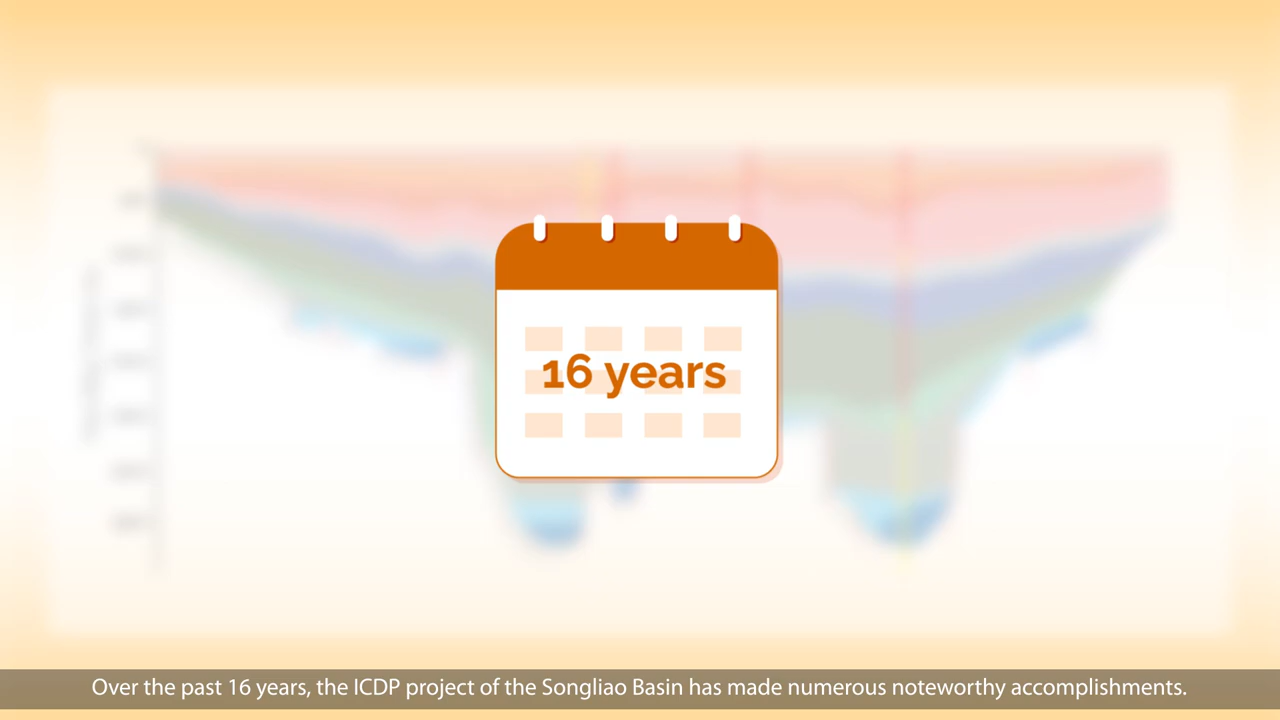 16 years
Over the past 16 years, the ICDP project of the Songliao Basin has made numerous noteworthy accomplishments.